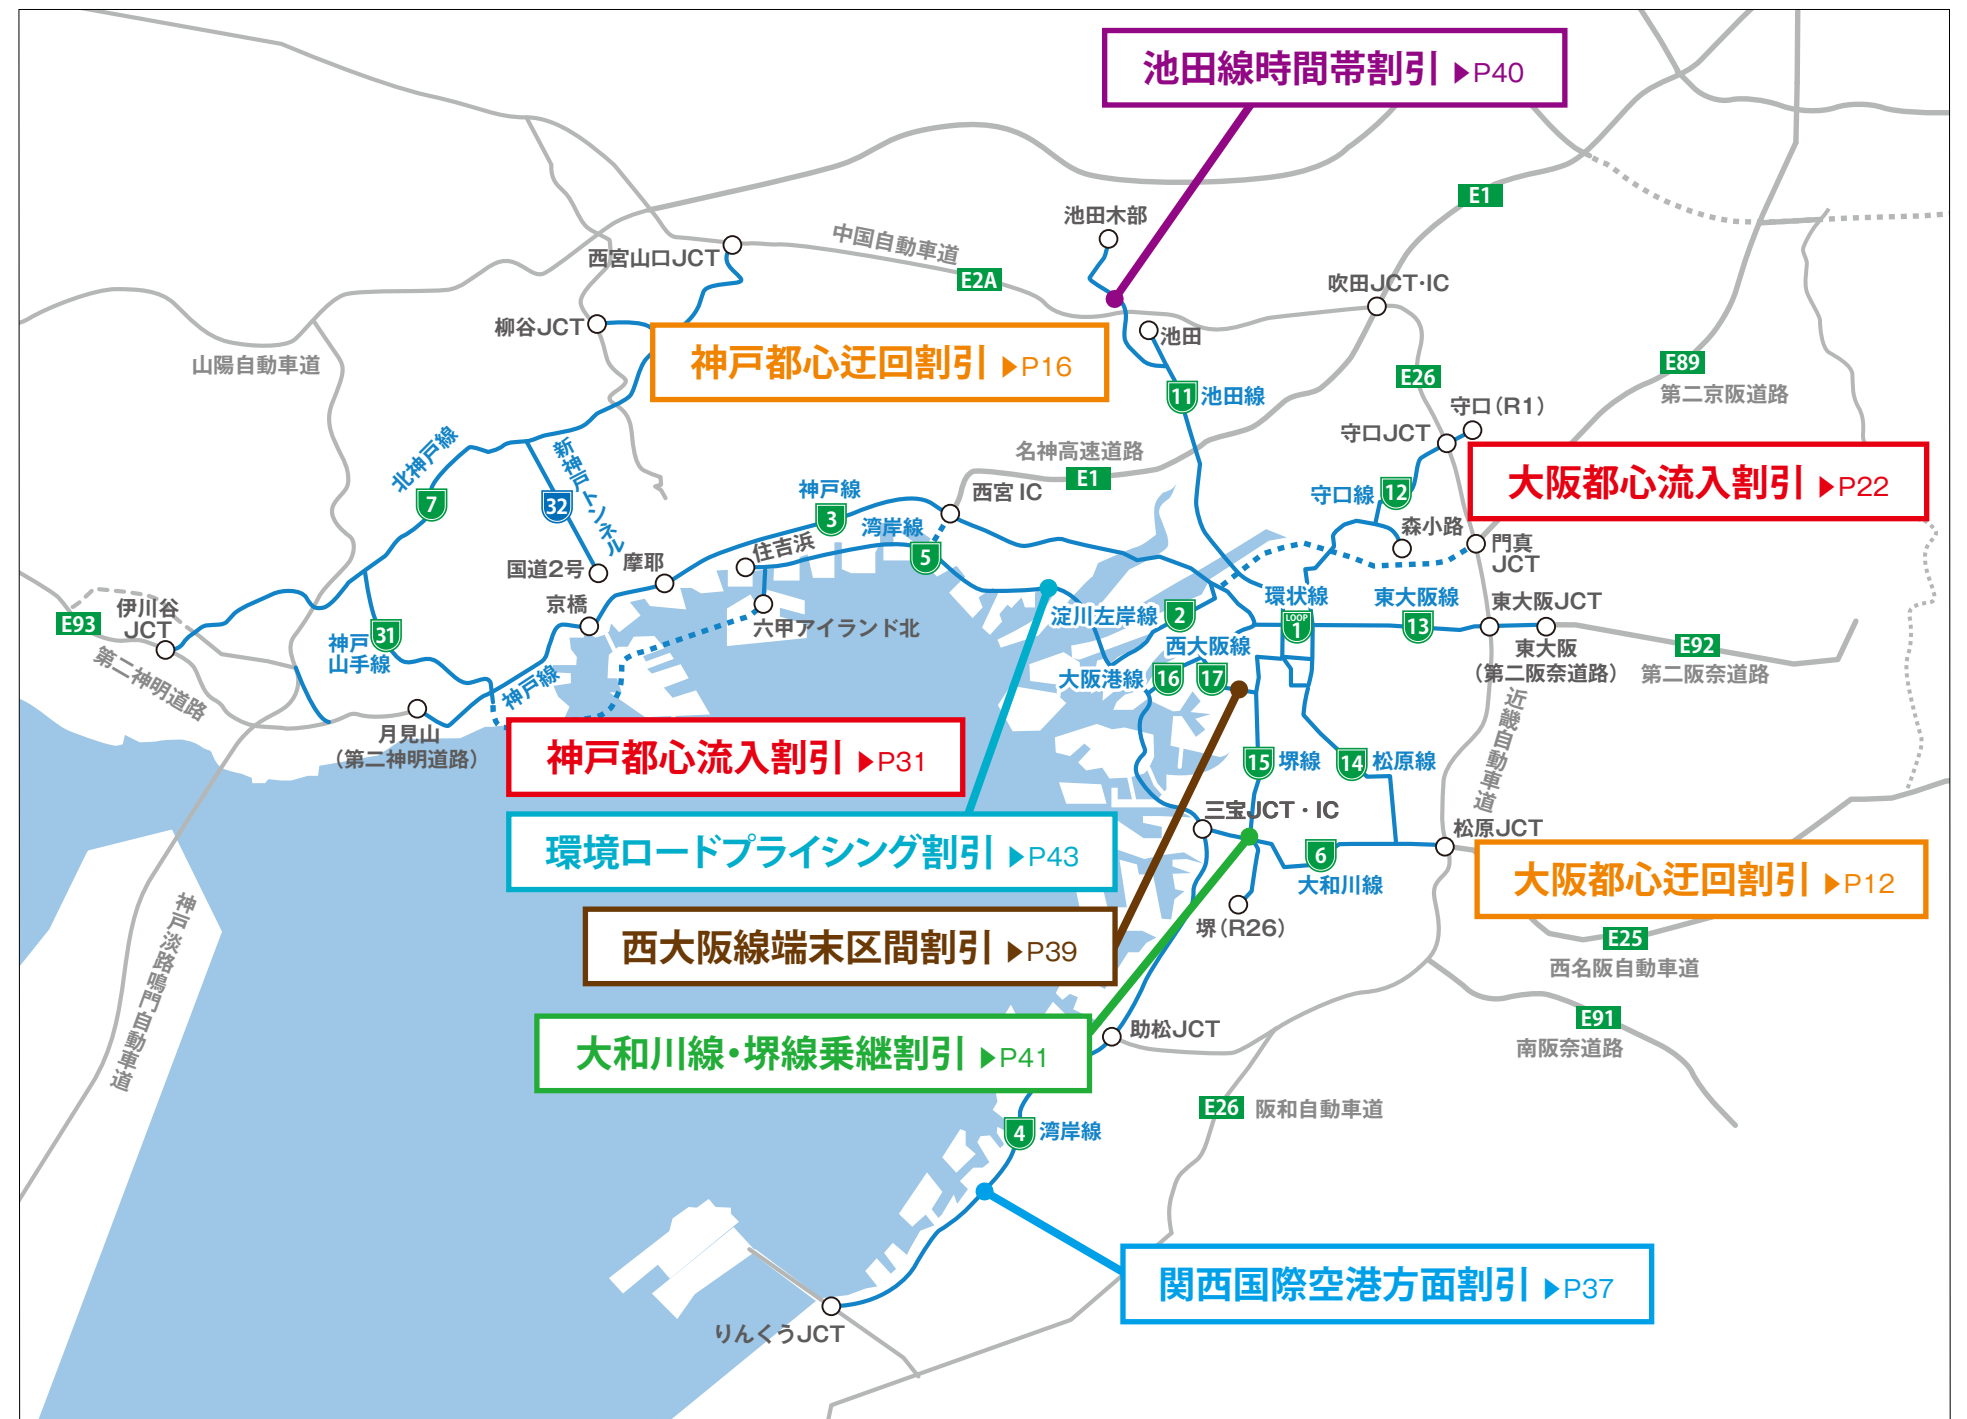 池田線時間帯割引 ▶P40
E1
池田木部
中国自動車道
西宮山口JCT
E2A
吹田JCT・IC
柳谷JCT
池田
山陽自動車道
神戸都心迂回割引 ▶P16
E89
第二京阪道路
E26
11 池田線
守口(R1)
守口JCT
北神戸線
7
新神戸トンネル
32
名神高速道路
E1
大阪都心流入割引 ▶P22
神戸線
3
西宮 IC
守口線 12
湾岸線
5
森小路
門真
JCT
住吉浜
国道2号
摩耶
京橋
六甲アイランド北
伊川谷
JCT
E93
第二神明道路
神戸
山手線
31
淀川左岸線 2
環状線
LOOP
1
東大阪線
13
東大阪JCT
東大阪
(第二阪奈道路)
E92
第二阪奈道路
西大阪線
大阪港線 16 17
神戸線
月見山
(第二神明道路)
近畿自動車道
神戸都心流入割引 ▶P31
15 堺線
14 松原線
環境ロードプライシング割引 ▶P43
三宝JCT・IC
松原JCT
6
大和川線
大阪都心迂回割引 ▶P12
神戸淡路鳴門自動車道
西大阪線端末区間割引 ▶P39
堺(R26)
E25
西名阪自動車道
大和川線・堺線乗継割引 ▶P41
助松JCT
E91
南阪奈道路
4 湾岸線
E26 阪和自動車道
関西国際空港方面割引 ▶P37
りんくうJCT